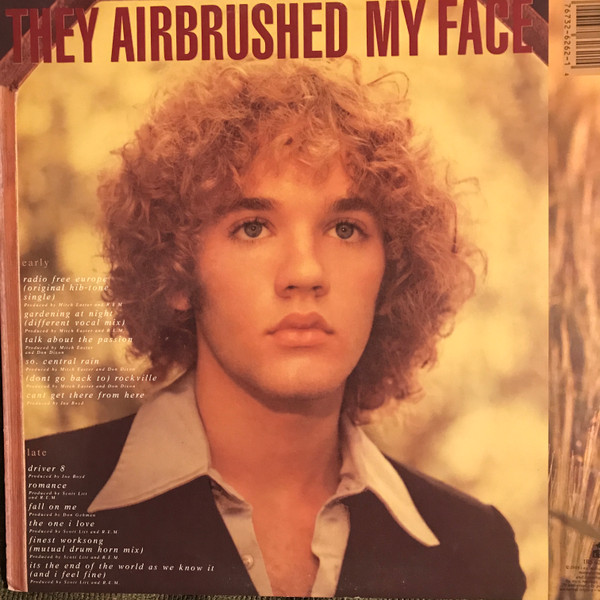 THEY AIRBRUSHED MY FACE
76732-6262-1
4
early
radio free europe
(original hib-tone
single)
Produced by Mitch Easter and R.E.M.
gardening at night
(different vocal mix)
Produced by Mitch Easter and R.E.M.
talk about the passion
Produced by Mitch Easter
and Don Dixon
so. central rain
Produced by Mitch Easter and Don Dixon
(dont go back to) rockville
Produced by Mitch Easter and Don Dixon
cant get there from here
Produced by Joe Boyd
late
driver 8
Produced by Joe Boyd
romance
Produced by Scott Litt
and R.E.M.
fall on me
Produced by Don Gehman
the one i love
Produced by Scott Litt and R.E.M.
finest worksong
(mutual drum horn mix)
Produced by Scott Litt and R.E.M.
its the end of the world as we know it
(and i feel fine)
Produced by Scott Litt and R.E.M.